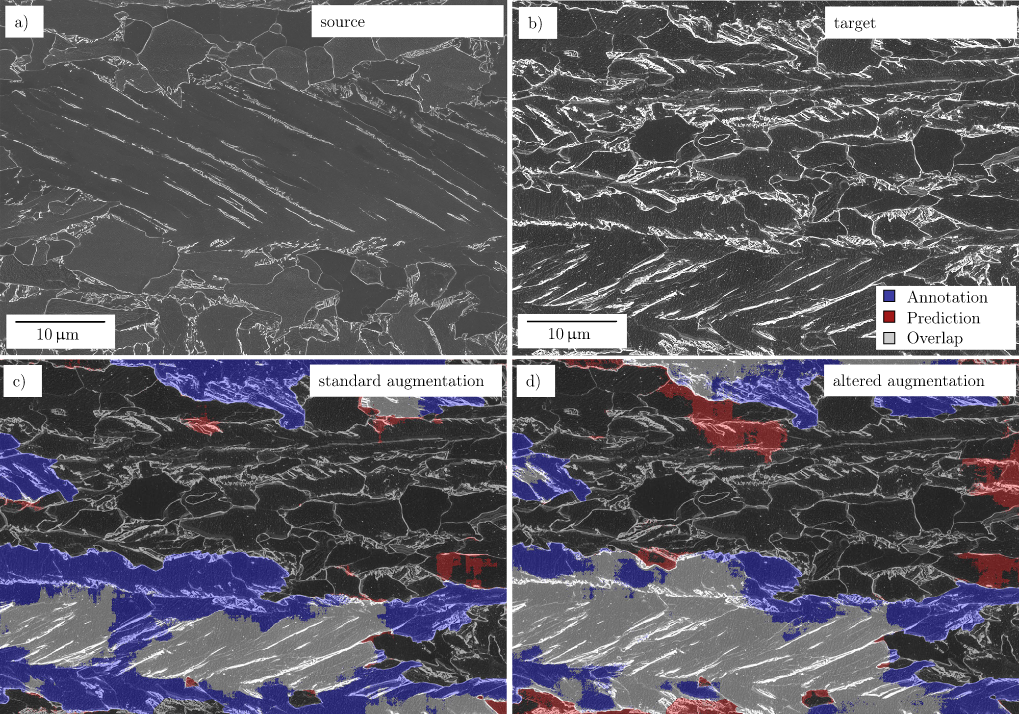 a)
source
b)
target
10 μm
10 μm
Annotation
Prediction
Overlap
c)
standard augmentation
d)
altered augmentation